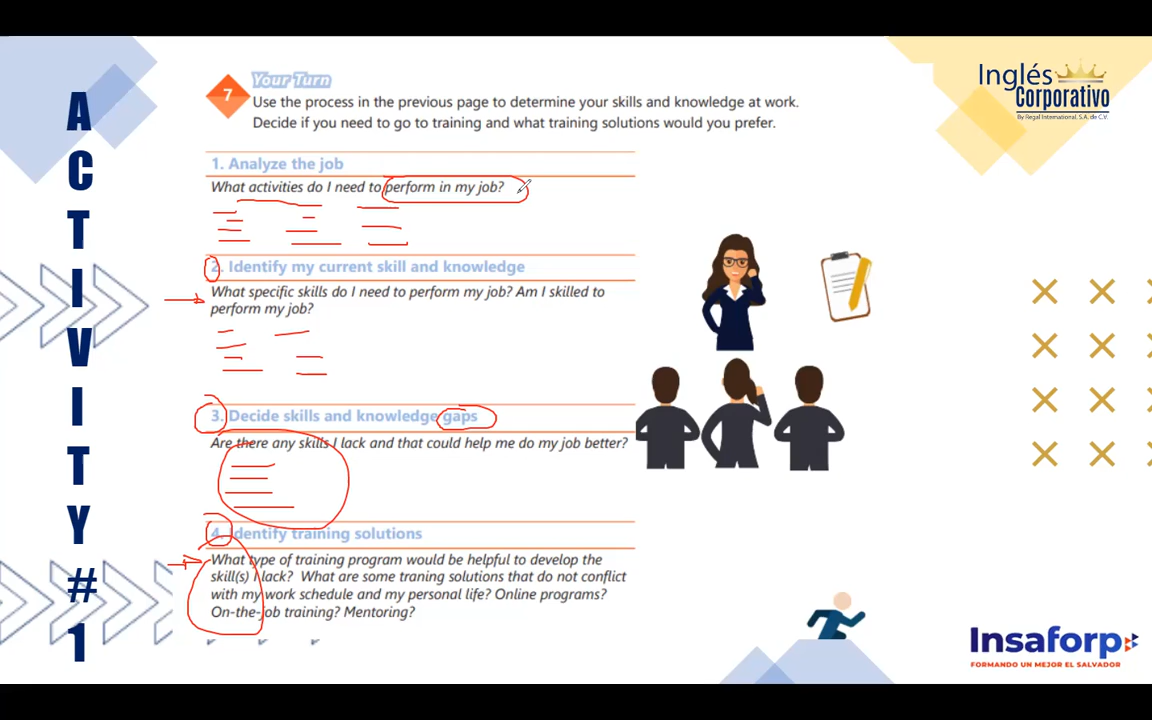 ACTIVITY#1
7
Your Turn
Use the process in the previous page to determine your skills and knowledge at work.
Decide if you need to go to training and what training solutions would you prefer.
1. Analyze the job
What activities do I need to perform in my job?
2. Identify my current skill and knowledge
What specific skills do I need to perform my job? Am I skilled to
perform my job?
3. Decide skills and knowledge gaps
Are there any skills I lack and that could help me do my job better?
4. Identify training solutions
What type of training program would be helpful to develop the
skill(s) I lack? What are some traning solutions that do not conflict
with my work schedule and my personal life? Online programs?
On-the-job training? Mentoring?
Inglés
Corporativo
By Regal International, S.A. de C.V.
Insaforp
FORMANDO UN MEJOR EL SALVADOR